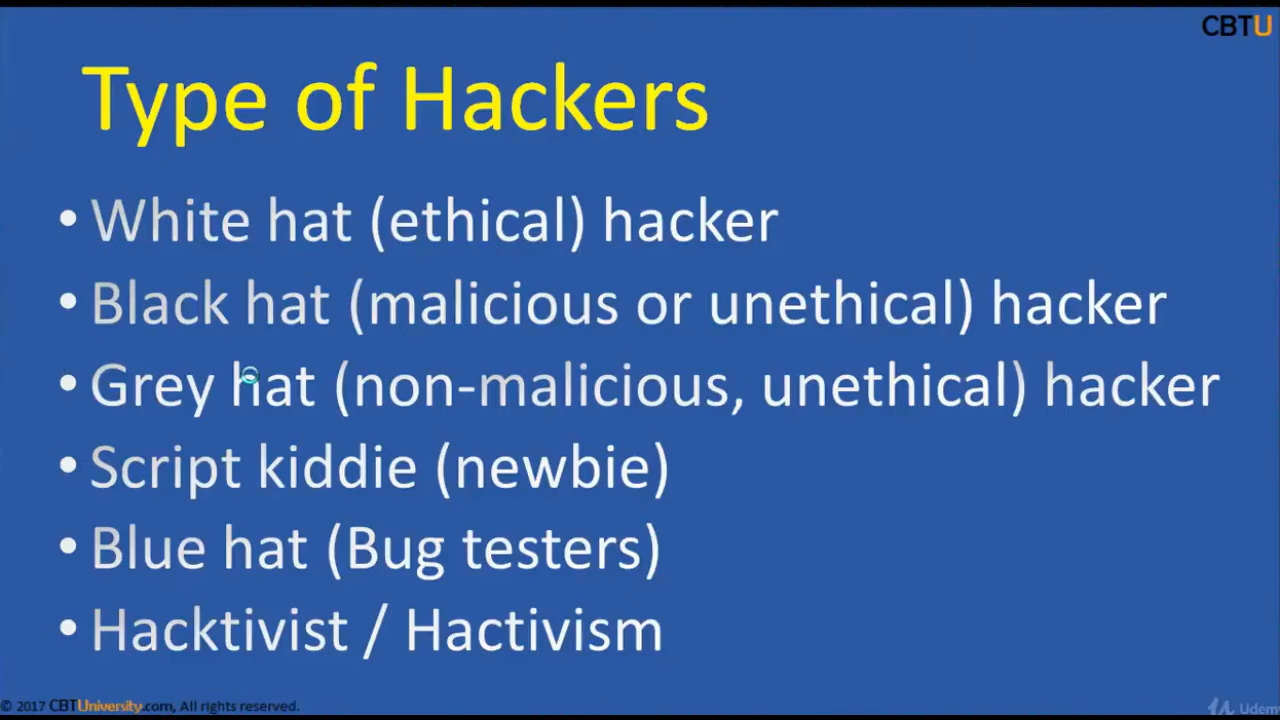 CBTU
Type of Hackers
• White hat (ethical) hacker
• Black hat (malicious or unethical) hacker
• Grey hat (non-malicious, unethical) hacker
• Script kiddie (newbie)
• Blue hat (Bug testers)
• Hacktivist / Hactivism
© 2017 CBTUniversity.com, All rights reserved.
Udem